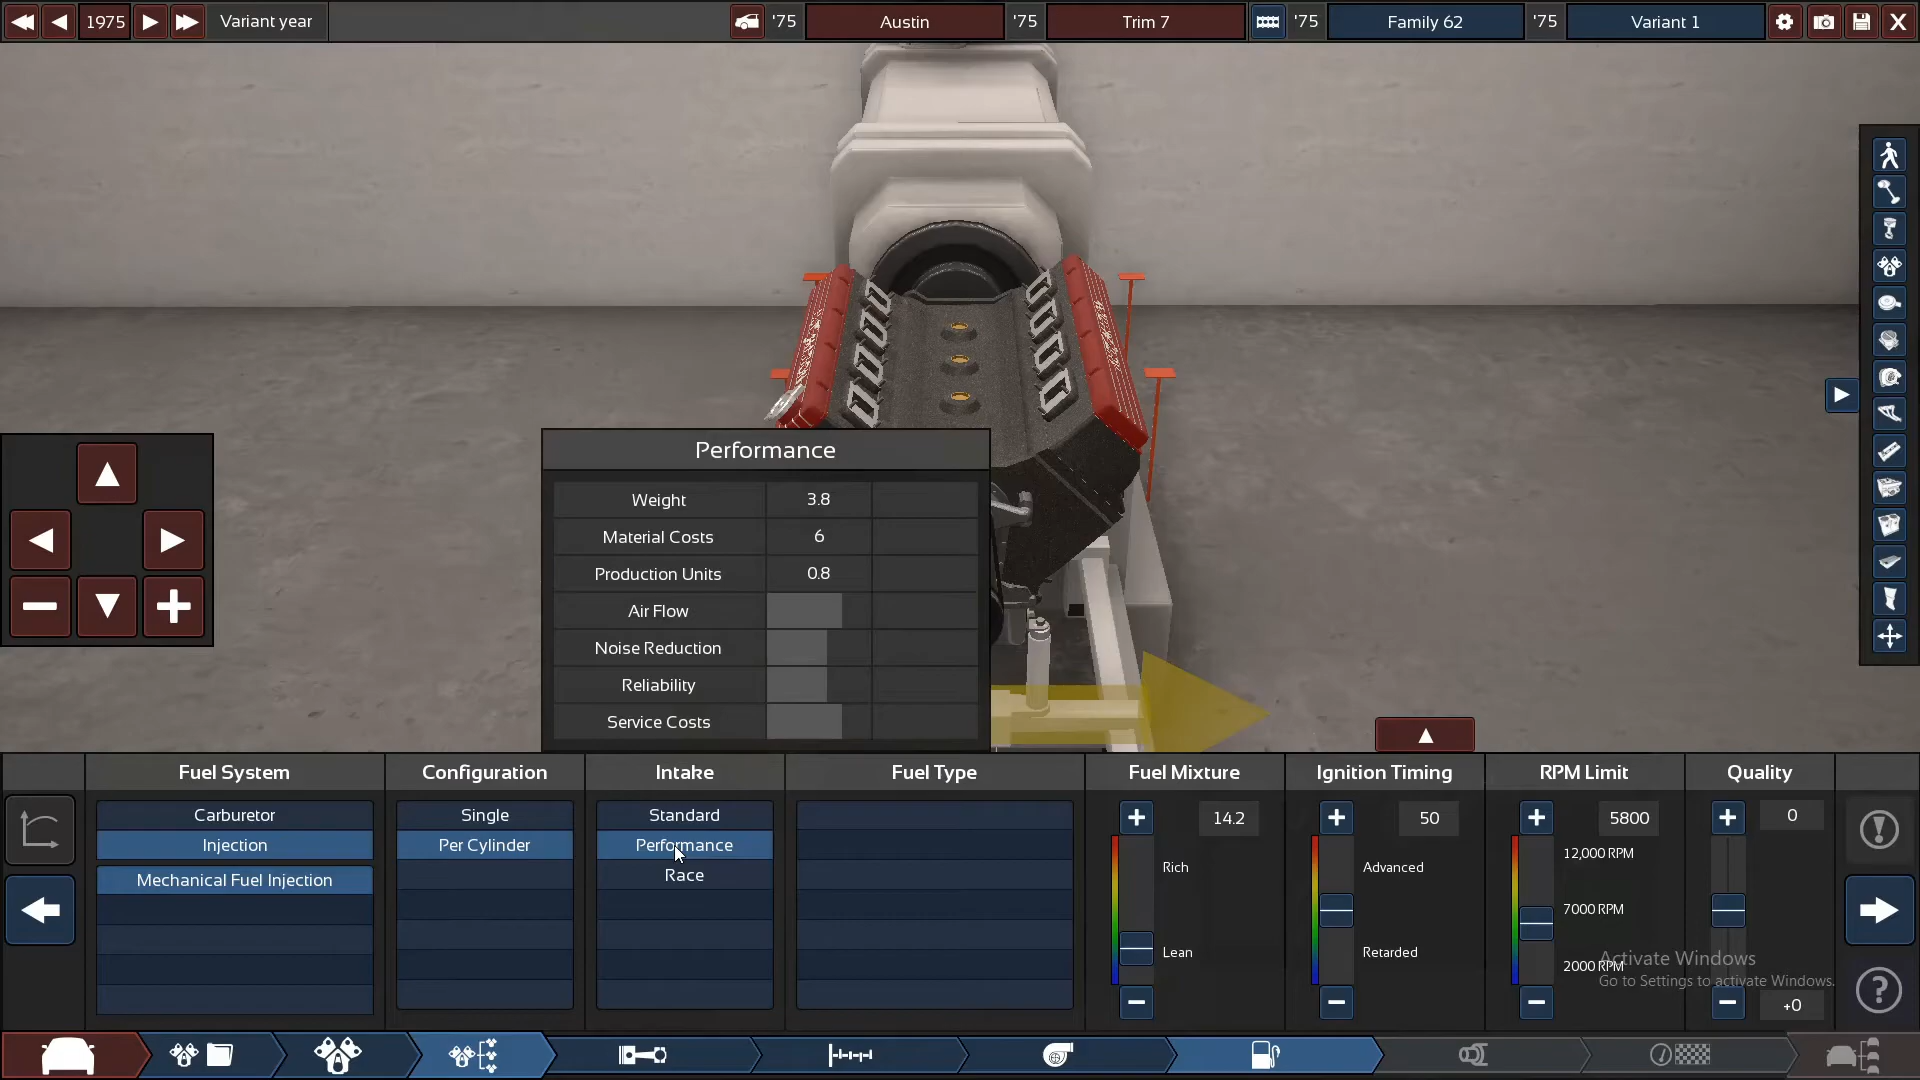 1975
Variant year
'75
Austin
'75
Trim 7
'75
Family 62
'75
Variant 1
Performance
Weight 3.8
Material Costs 6
Production Units 0.8
Air Flow
Noise Reduction
Reliability
Service Costs
Fuel System
Carburetor
Injection
Mechanical Fuel Injection
Configuration
Single
Per Cylinder
Intake
Standard
Performance
Race
Fuel Type
Fuel Mixture
14.2
Rich
Lean
Ignition Timing
50
Advanced
Retarded
RPM Limit
5800
12,000 RPM
7000 RPM
2000 RPM
Quality
0
+0
Activate Windows
Go to Settings to activate Windows.